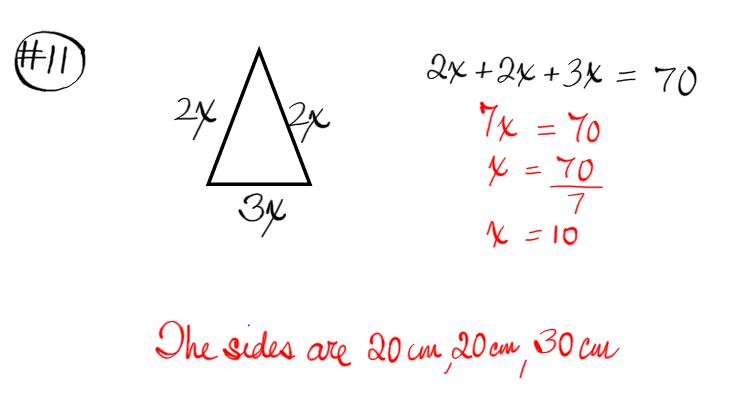 #11
2x 2x
3x
2x + 2x + 3x = 70
7x = 70
x = 70
7
x = 10
The sides are 20 cm, 20 cm, 30 cm